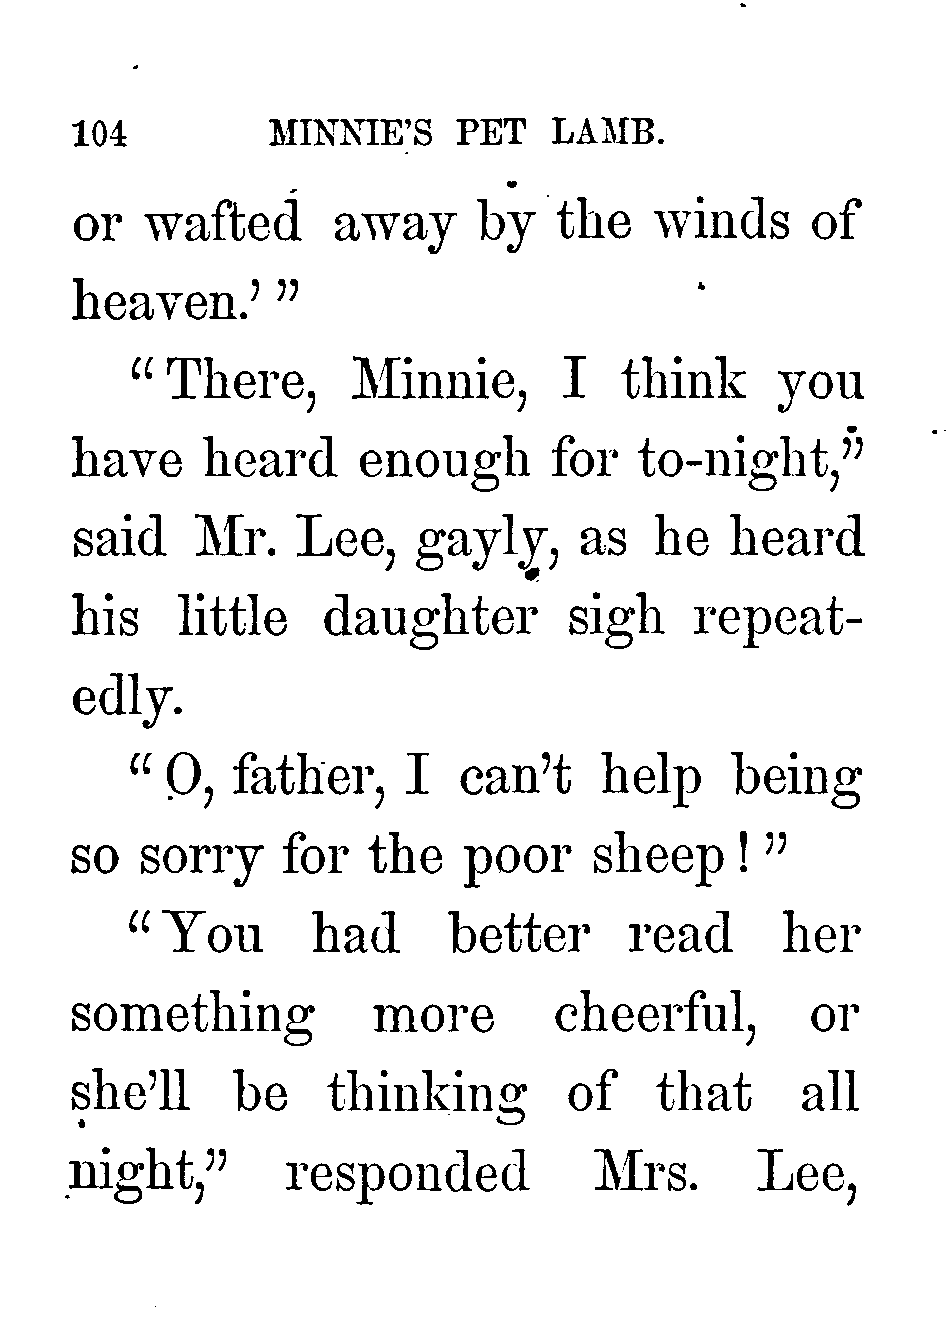 104 MINNIE'S PET LAMB.
or wafted away by the winds of
heaven.' "
" There, Minnie, I think you
have heard enough for to-night,"
said Mr. Lee, gayly, as he heard
his little daughter sigh repeat-
edly.
" O, father, I can't help being
so sorry for the poor sheep ! "
" You had better read her
something more cheerful, or
she'll be thinking of that all
night," responded Mrs. Lee,